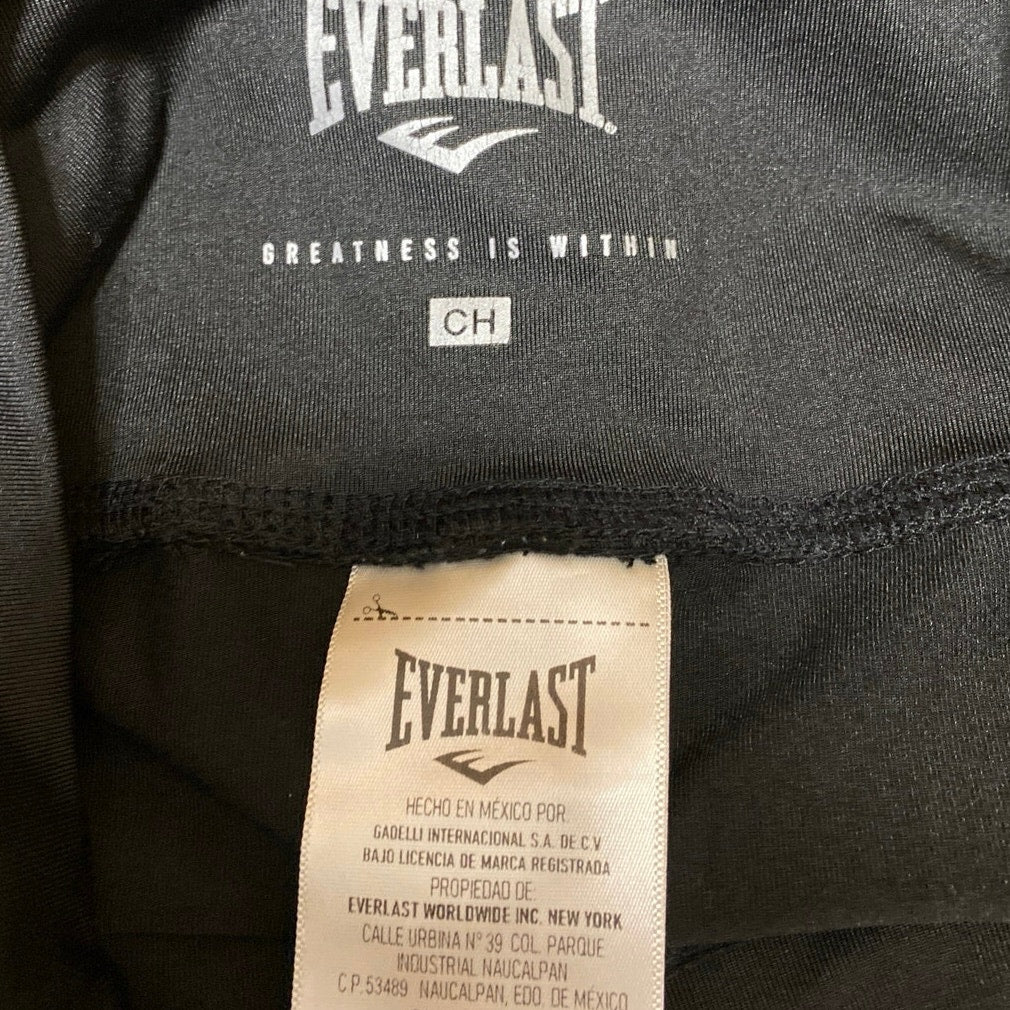 EVERLAST
GREATNESS IS WITHIN
CH
EVERLAST
HECHO EN MÉXICO POR:
GADELLI INTERNACIONAL S.A. DE C.V
BAJO LICENCIA DE MARCA REGISTRADA
PROPIEDAD DE:
EVERLAST WORLDWIDE INC. NEW YORK
CALLE URBINA N° 39 COL. PARQUE
INDUSTRIAL NAUCALPAN
C.P. 53489 NAUCALPAN, EDO. DE MÉXICO